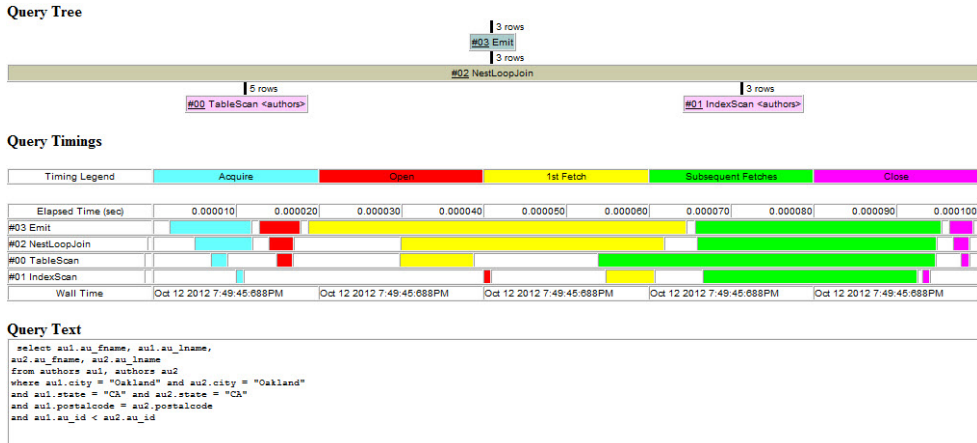 Query Tree
3 rows
#03 Emit
3 rows
#02 NestLoopJoin
5 rows 3 rows
#00 TableScan <authors> #01 IndexScan <authors>
Query Timings
Timing Legend Acquire Open 1st Fetch Subsequent Fetches Close
Elapsed Time (sec) 0.000010 0.000020 0.000030 0.000040 0.000050 0.000060 0.000070 0.000080 0.000090 0.000100
#03 Emit
#02 NestLoopJoin
#00 TableScan
#01 IndexScan
Wall Time Oct 12 2012 7:49:45:688PM Oct 12 2012 7:49:45:688PM Oct 12 2012 7:49:45:688PM Oct 12 2012 7:49:45:688PM Oct 12 2012 7:49:45:688PM
Query Text
select au1.au_fname, au1.au_lname,
au2.au_fname, au2.au_lname
from authors au1, authors au2
where au1.city = "Oakland" and au2.city = "Oakland"
and au1.state = "CA" and au2.state = "CA"
and au1.postalcode = au2.postalcode
and au1.au_id < au2.au_id